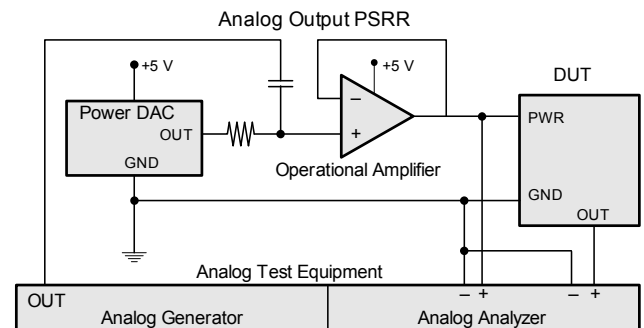 Analog Output PSRR
+5 V
+5 V
DUT
Power DAC
OUT
GND
−
+
PWR
Operational Amplifier
GND
OUT
Analog Test Equipment
− +
− +
OUT
Analog Generator
Analog Analyzer